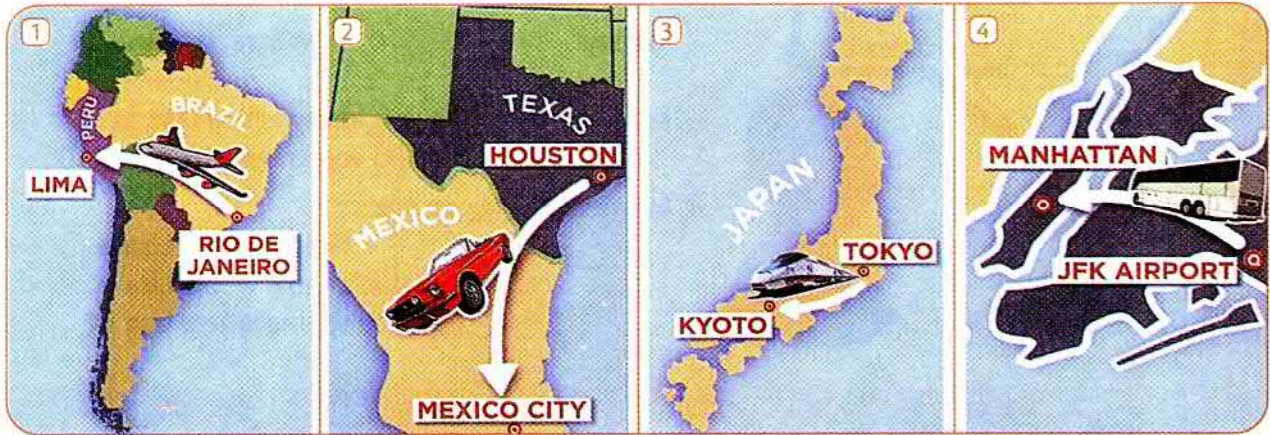 1
PERU
BRAZIL
LIMA
RIO DE
JANEIRO
2
TEXAS
HOUSTON
MEXICO
MEXICO CITY
3
JAPAN
TOKYO
KYOTO
4
MANHATTAN
JFK AIRPORT